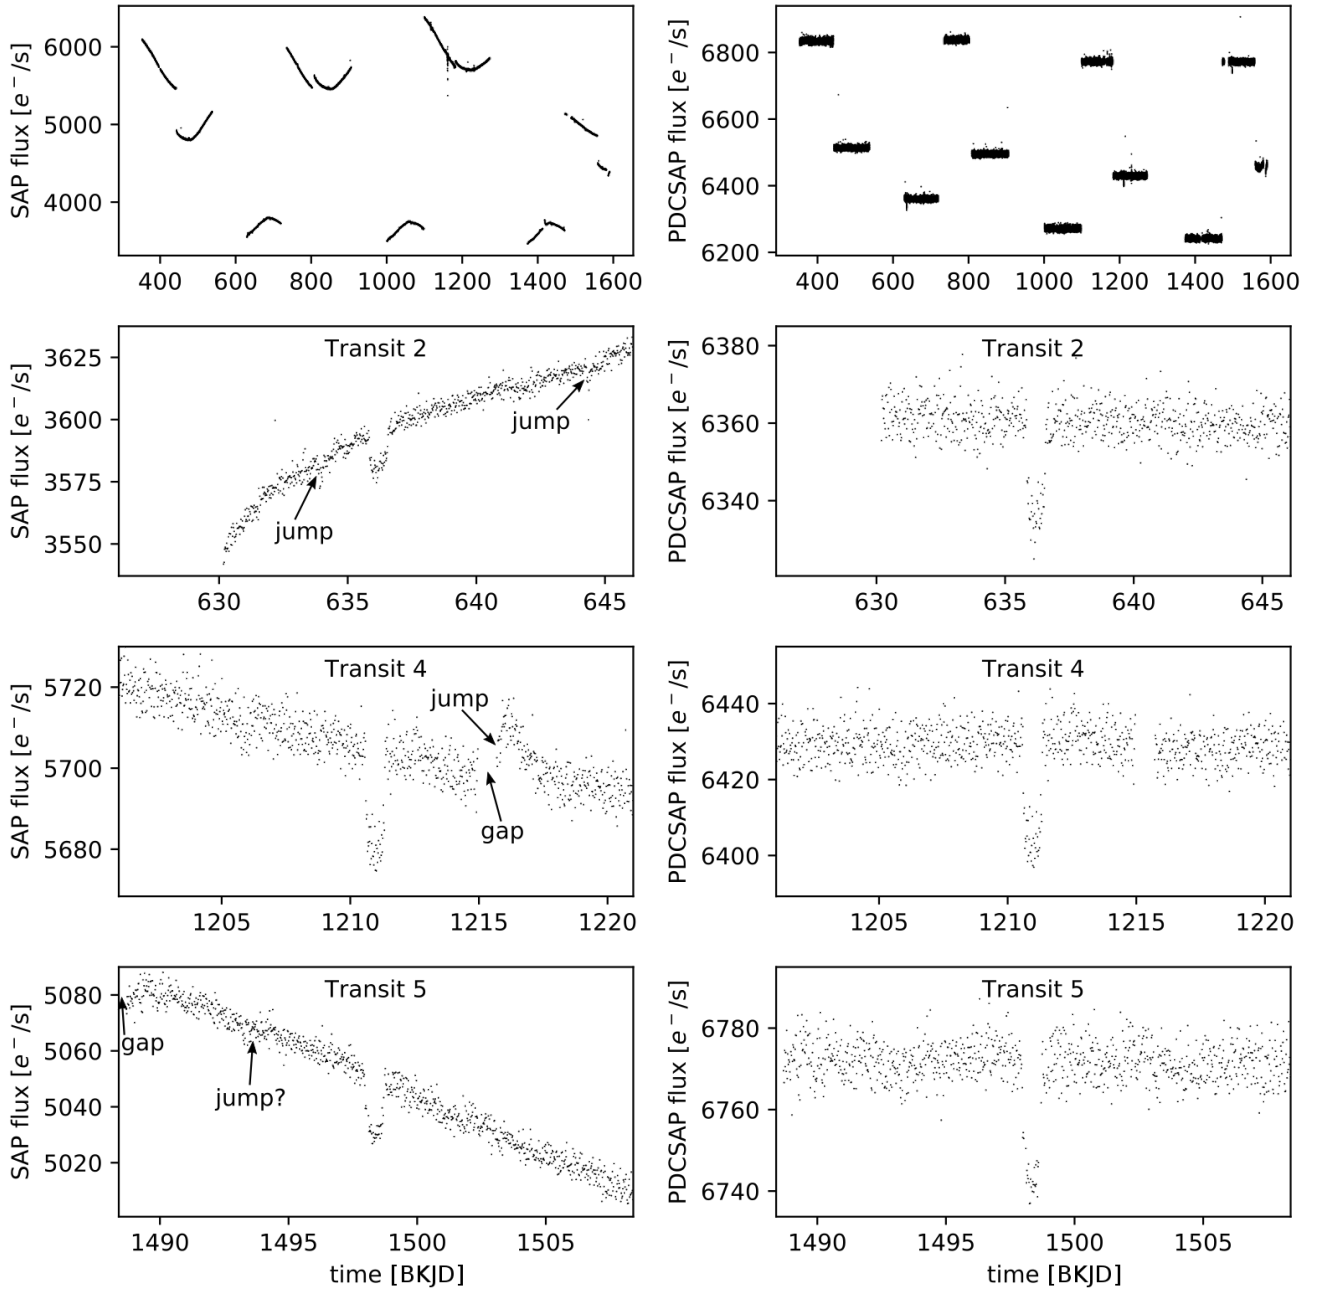 6000
5000
4000
SAP flux [e⁻/s]
400 600 800 1000 1200 1400 1600
6800
6600
6400
6200
PDCSAP flux [e⁻/s]
400 600 800 1000 1200 1400 1600
Transit 2
3625
3600
3575
3550
SAP flux [e⁻/s]
jump
jump
630 635 640 645
Transit 2
6380
6360
6340
PDCSAP flux [e⁻/s]
630 635 640 645
Transit 4
5720
5700
5680
SAP flux [e⁻/s]
jump
gap
1205 1210 1215 1220
Transit 4
6440
6420
6400
PDCSAP flux [e⁻/s]
1205 1210 1215 1220
Transit 5
5080
5060
5040
5020
SAP flux [e⁻/s]
gap
jump?
1490 1495 1500 1505
time [BKJD]
Transit 5
6780
6760
6740
PDCSAP flux [e⁻/s]
1490 1495 1500 1505
time [BKJD]